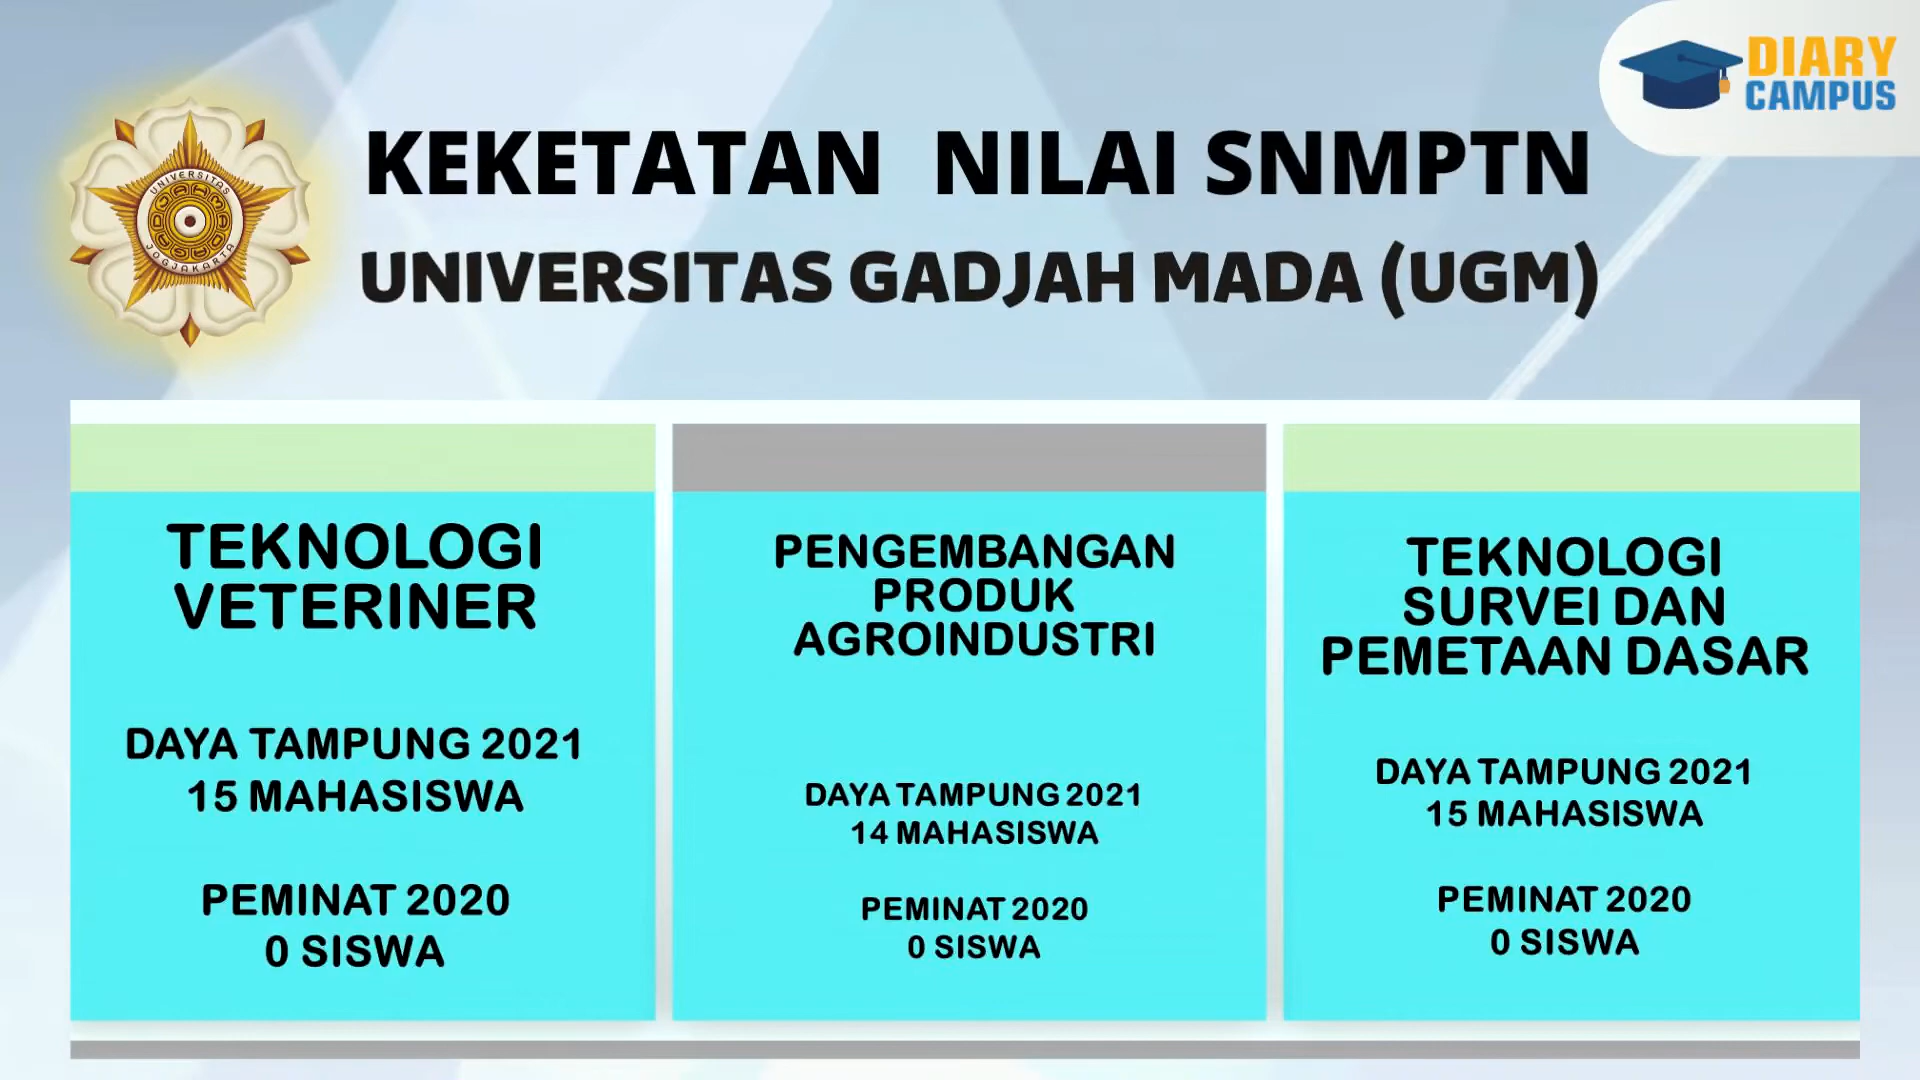 DIARY
CAMPUS
KEKETATAN NILAI SNMPTN
UNIVERSITAS GADJAH MADA (UGM)
UNIVERSITAS
GADJAH MADA
JOGJAKARTA
TEKNOLOGI
VETERINER
DAYA TAMPUNG 2021
15 MAHASISWA
PEMINAT 2020
0 SISWA
PENGEMBANGAN
PRODUK
AGROINDUSTRI
DAYA TAMPUNG 2021
14 MAHASISWA
PEMINAT 2020
0 SISWA
TEKNOLOGI
SURVEI DAN
PEMETAAN DASAR
DAYA TAMPUNG 2021
15 MAHASISWA
PEMINAT 2020
0 SISWA